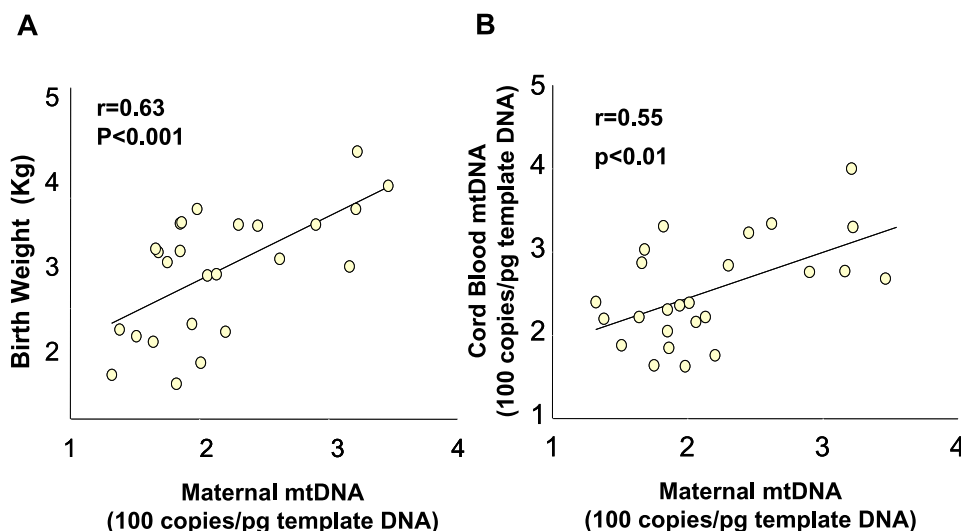 A
r=0.63
P<0.001
Birth Weight (Kg)
5
4
3
2
1
2
3
4
Maternal mtDNA
(100 copies/pg template DNA)
B
r=0.55
p<0.01
Cord Blood mtDNA
(100 copies/pg template DNA)
5
4
3
2
1
1
2
3
4
Maternal mtDNA
(100 copies/pg template DNA)